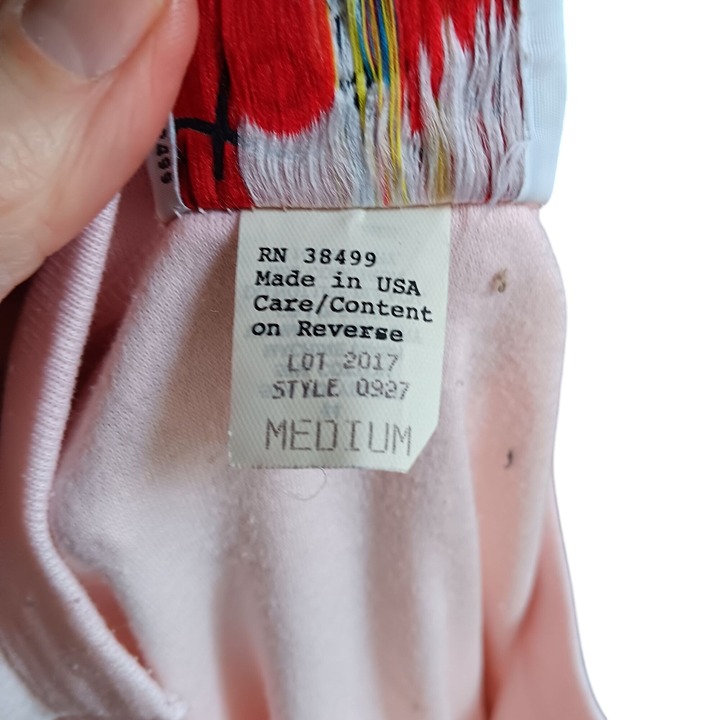 RN 38499
Made in USA
Care/Content
on Reverse
LOT 2017
STYLE 0927
MEDIUM